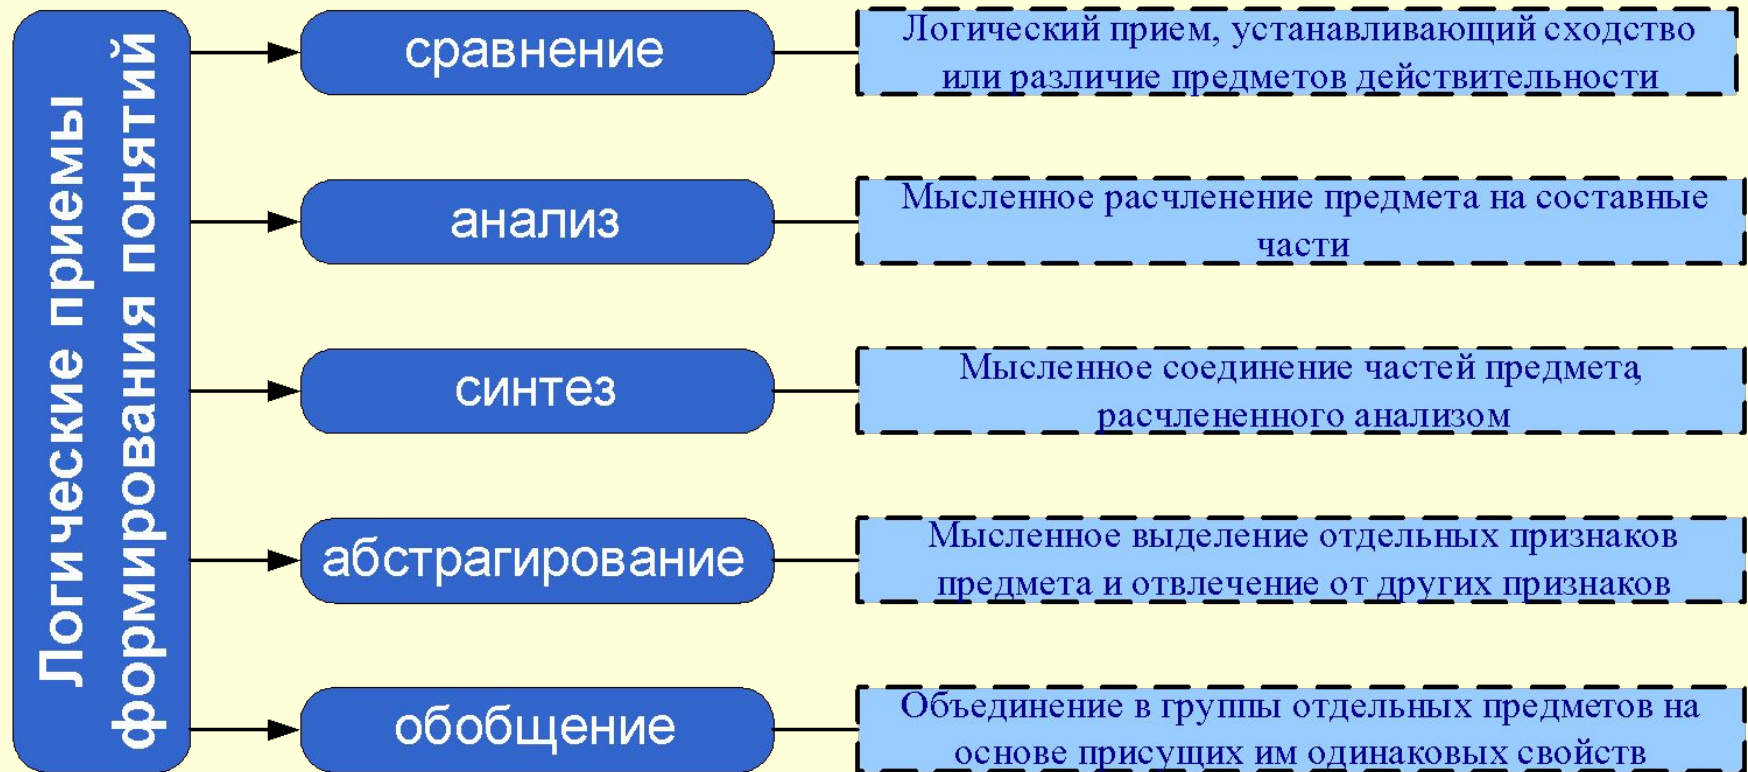 Логические приемы
формирования понятий
сравнение
Логический прием, устанавливающий сходство
или различие предметов действительности
анализ
Мысленное расчленение предмета на составные
части
синтез
Мысленное соединение частей предмета,
расчлененного анализом
абстрагирование
Мысленное выделение отдельных признаков
предмета и отвлечение от других признаков
обобщение
Объединение в группы отдельных предметов на
основе присущих им одинаковых свойств